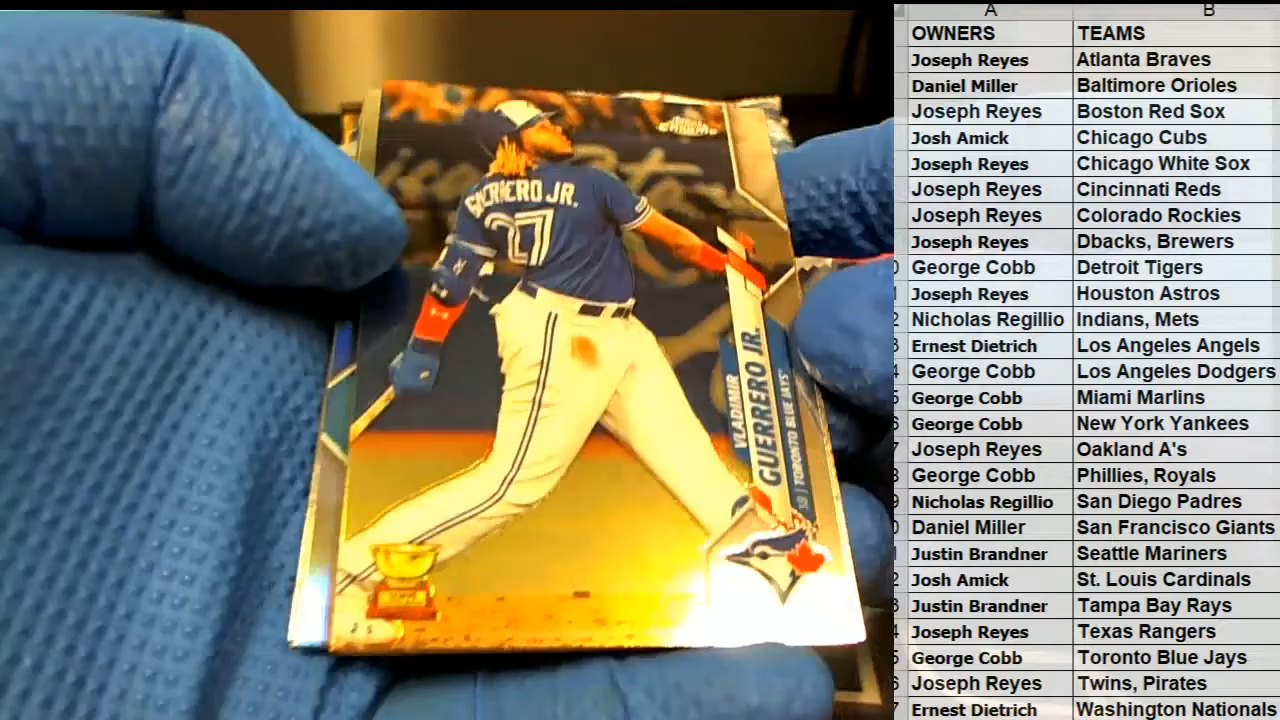 GUERRERO JR.
27
VLADIMIR
GUERRERO JR.
3B | TORONTO BLUE JAYS
A B
OWNERS TEAMS
Joseph Reyes Atlanta Braves
Daniel Miller Baltimore Orioles
Joseph Reyes Boston Red Sox
Josh Amick Chicago Cubs
Joseph Reyes Chicago White Sox
Joseph Reyes Cincinnati Reds
Joseph Reyes Colorado Rockies
Joseph Reyes Dbacks, Brewers
George Cobb Detroit Tigers
Joseph Reyes Houston Astros
Nicholas Regillio Indians, Mets
Ernest Dietrich Los Angeles Angels
George Cobb Los Angeles Dodgers
George Cobb Miami Marlins
George Cobb New York Yankees
Joseph Reyes Oakland A's
George Cobb Phillies, Royals
Nicholas Regillio San Diego Padres
Daniel Miller San Francisco Giants
Justin Brandner Seattle Mariners
Josh Amick St. Louis Cardinals
Justin Brandner Tampa Bay Rays
Joseph Reyes Texas Rangers
George Cobb Toronto Blue Jays
Joseph Reyes Twins, Pirates
Ernest Dietrich Washington Nationals